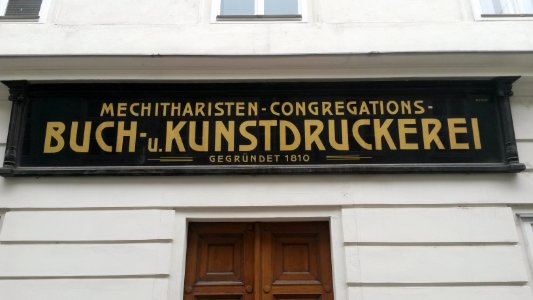 MECHITHARISTEN-CONGREGATIONS-
BUCH- u. KUNSTDRUCKEREI
GEGRÜNDET 1810